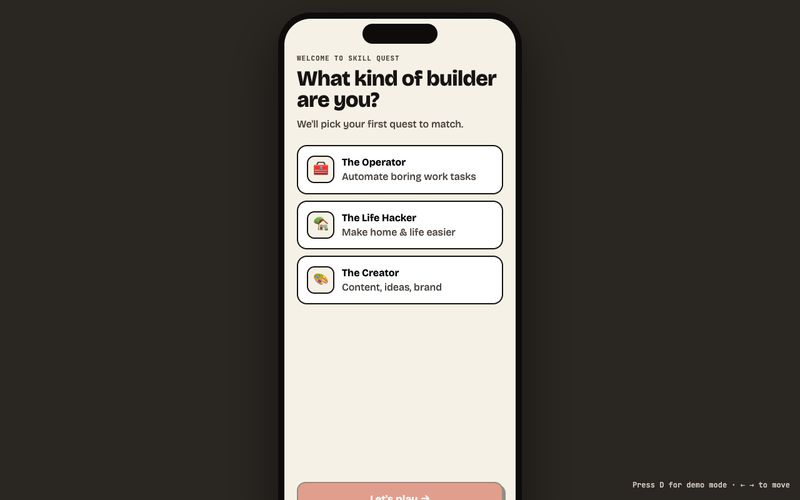 WELCOME TO SKILL QUEST
What kind of builder
are you?
We'll pick your first quest to match.
The Operator
Automate boring work tasks
The Life Hacker
Make home & life easier
The Creator
Content, ideas, brand
Let's play →
Press D for demo mode · ← → to move